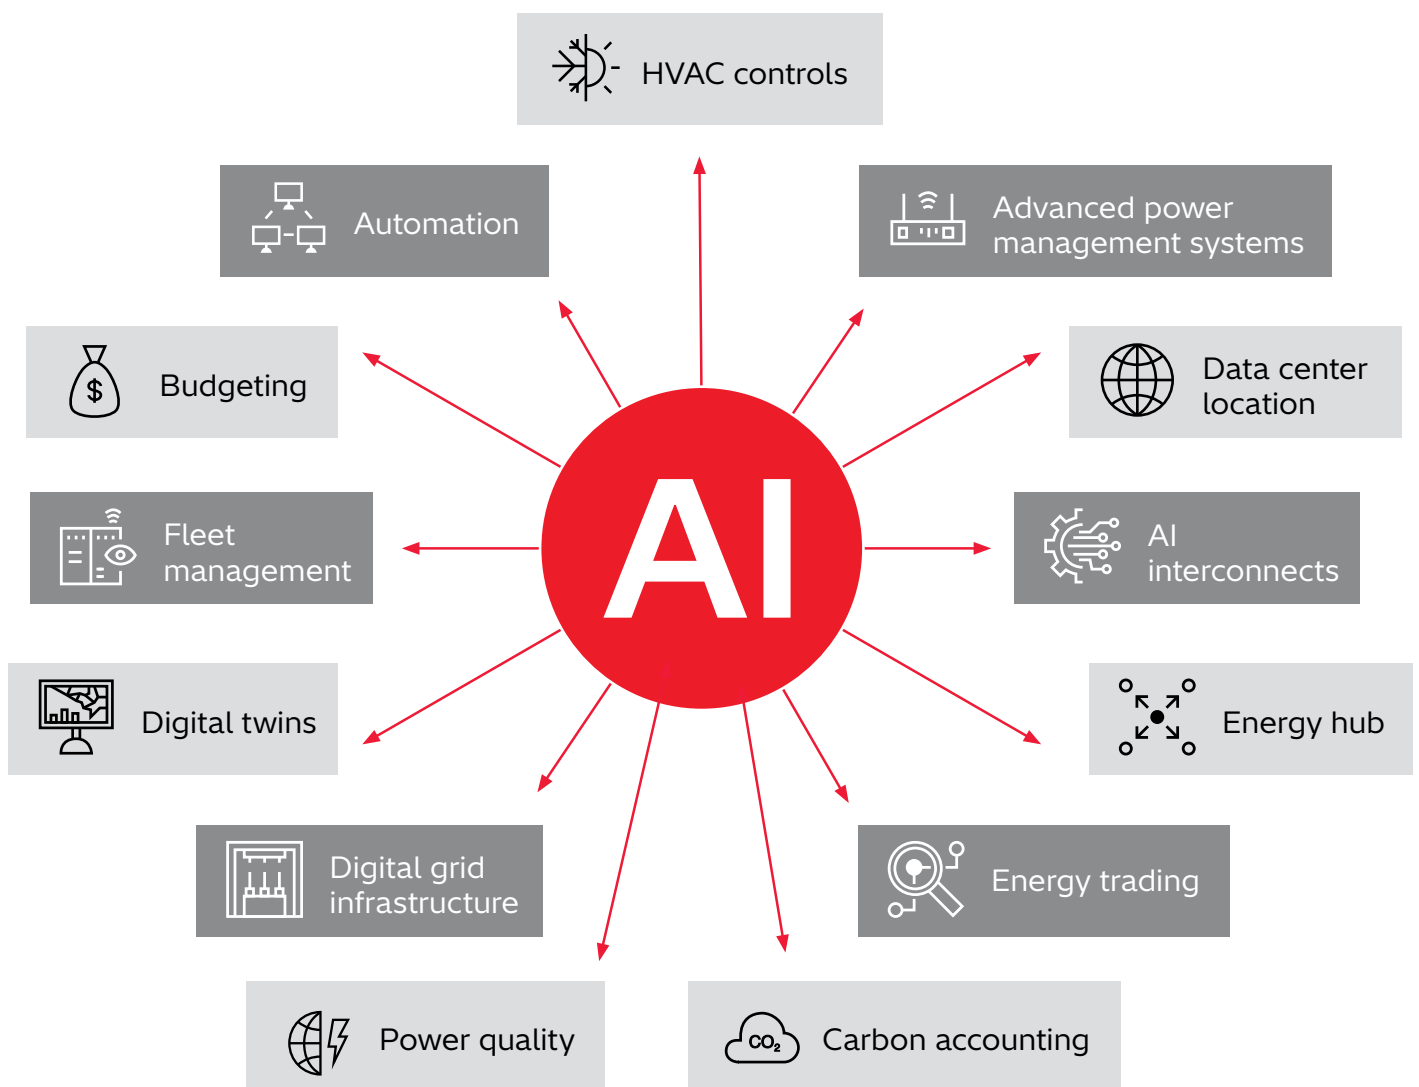 HVAC controls
Automation
Advanced power
management systems
$
Budgeting
Data center
location
Fleet
management
AI
AI
interconnects
Digital twins
Energy hub
Digital grid
infrastructure
Energy trading
Power quality
CO₂
Carbon accounting